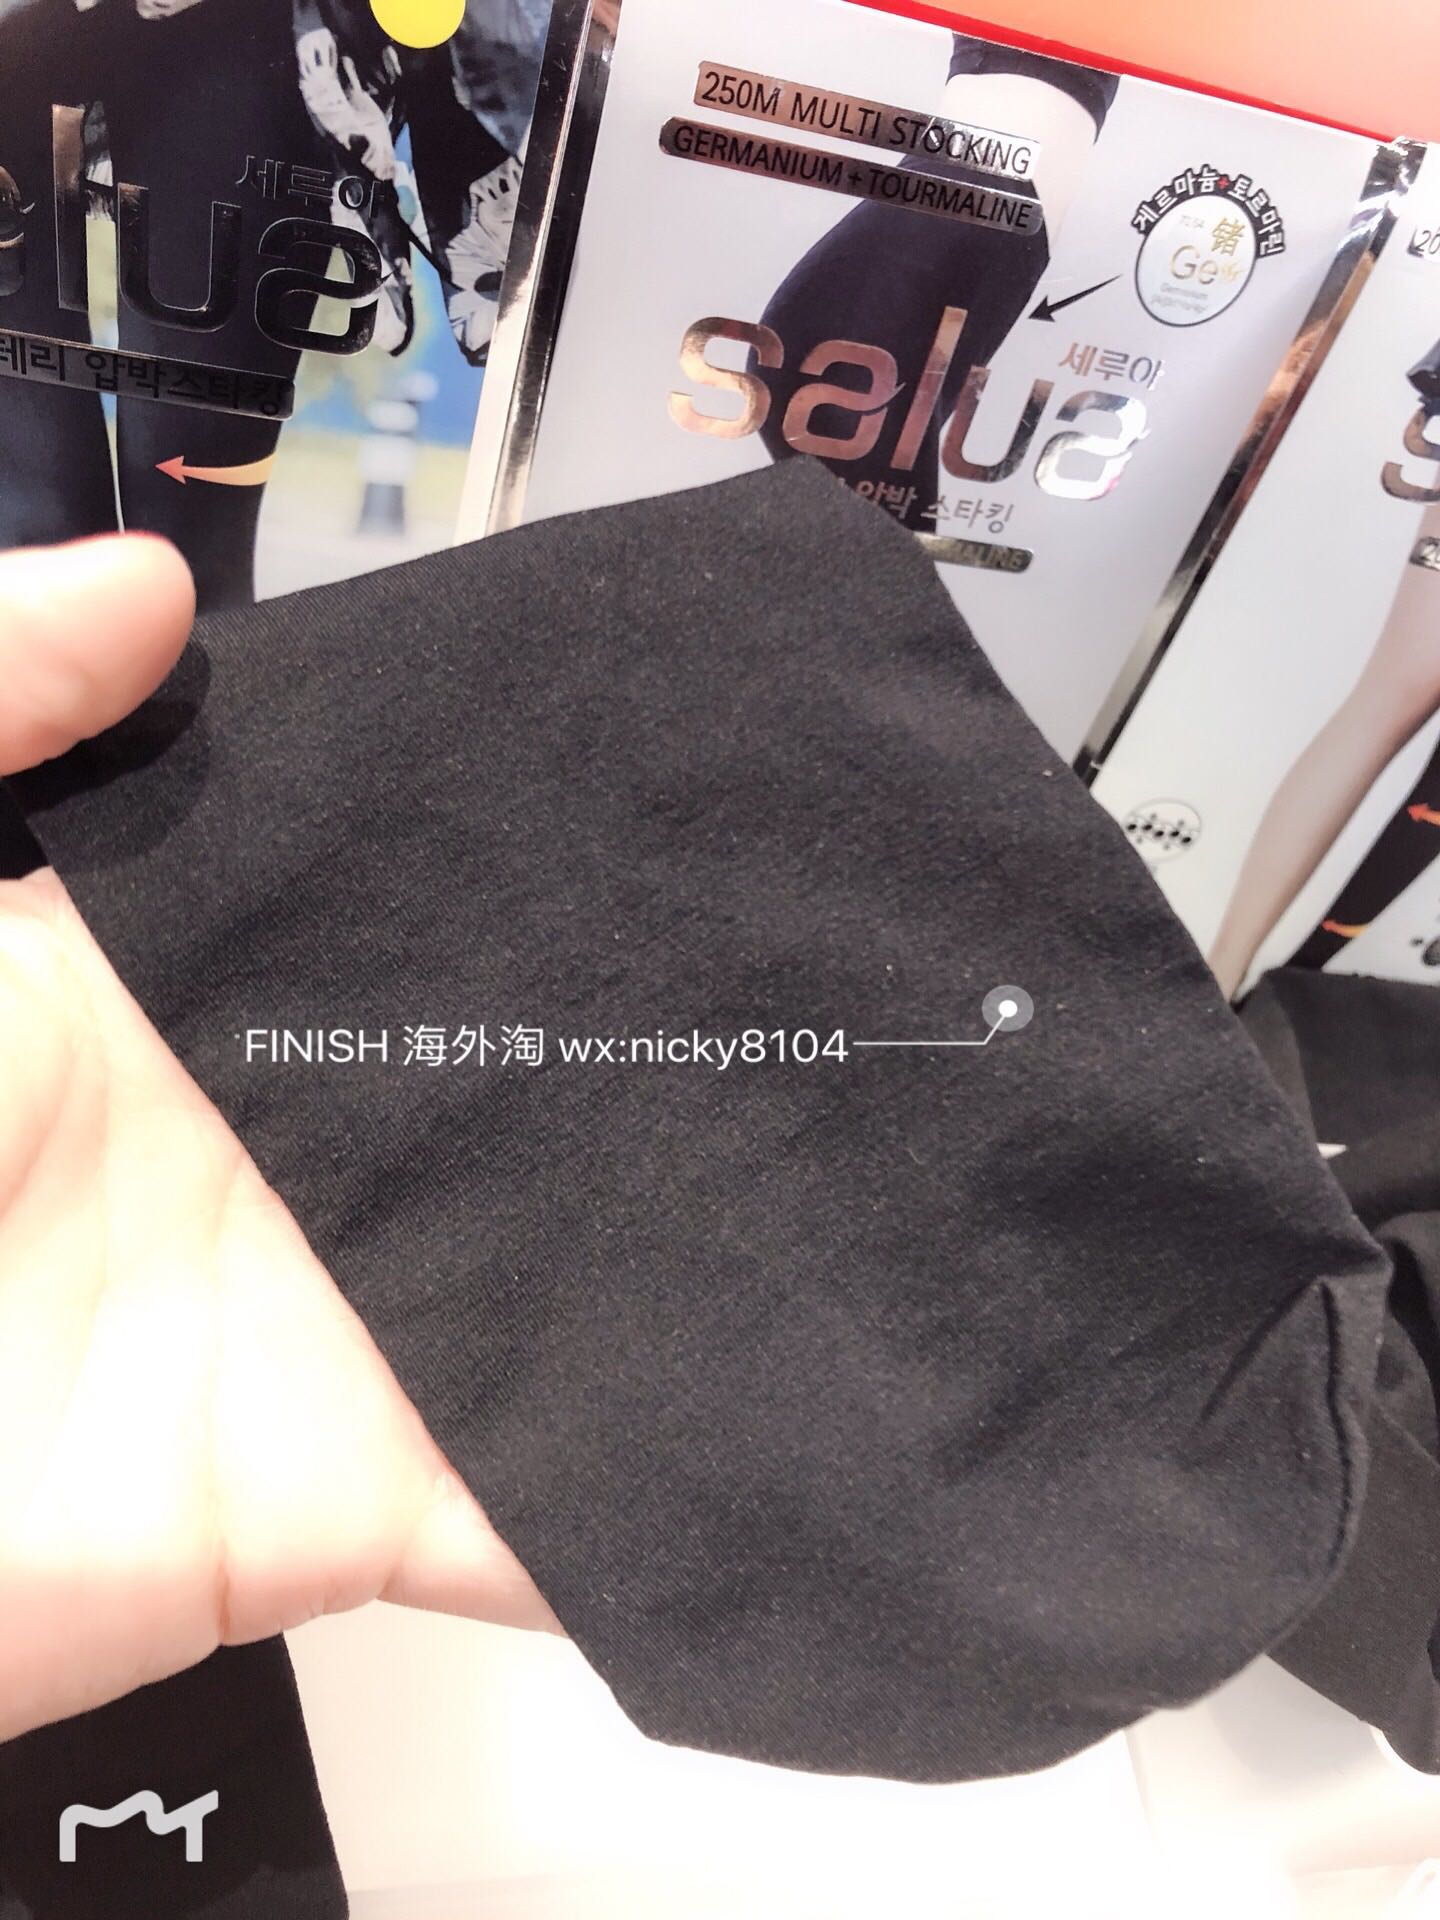 세루아
salua
압박스타킹
250M MULTI STOCKING
GERMANIUM+TOURMALINE
게르마늄+토르마린
锗
Ge
세루아
salua
압박 스타킹
FINISH 海外淘 wx:nicky8104